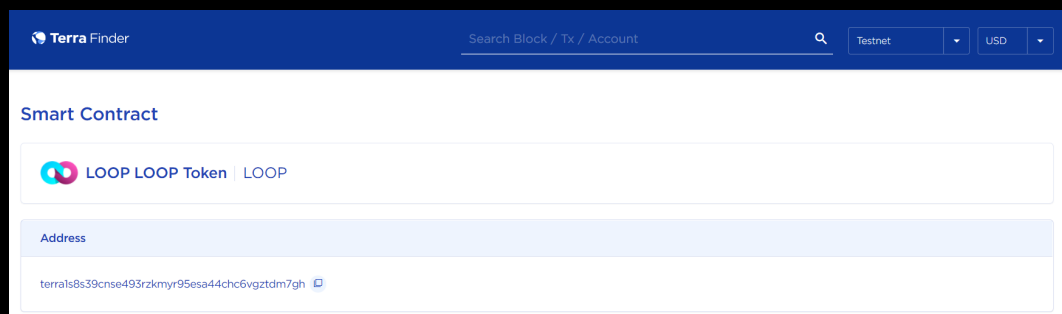 Terra Finder
Search Block / Tx / Account
Testnet
USD
Smart Contract
LOOP LOOP Token | LOOP
Address
terra1s8s39cnse493rzkmyr95esa44chc6vgztdm7gh